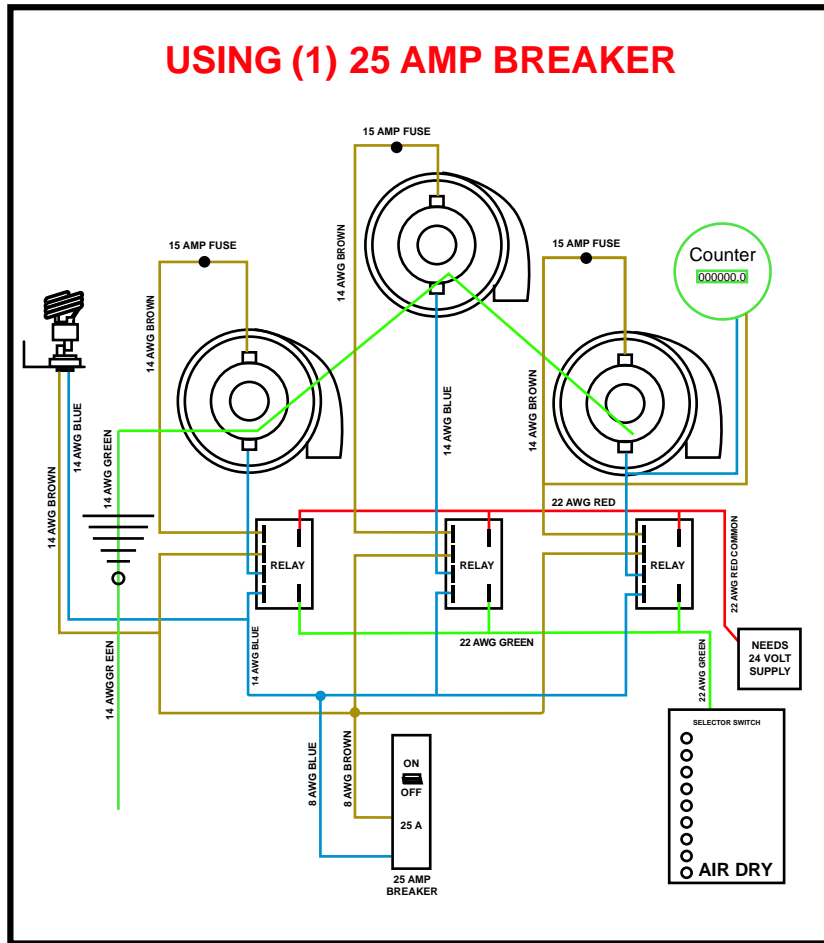 USING (1) 25 AMP BREAKER
15 AMP FUSE
15 AMP FUSE
15 AMP FUSE
Counter
000000.0
14 AWG BROWN
14 AWG BROWN
14 AWG BROWN
14 AWG BLUE
14 AWG BLUE
14 AWG GREEN
14 AWG BROWN
22 AWG RED
RELAY
RELAY
RELAY
22 AWG RED COMMON
14 AWG BLUE
22 AWG GREEN
22 AWG GREEN
NEEDS
24 VOLT
SUPPLY
14 AWGGR EEN
8 AWG BLUE
8 AWG BROWN
ON
OFF
25 A
25 AMP
BREAKER
SELECTOR SWITCH
AIR DRY